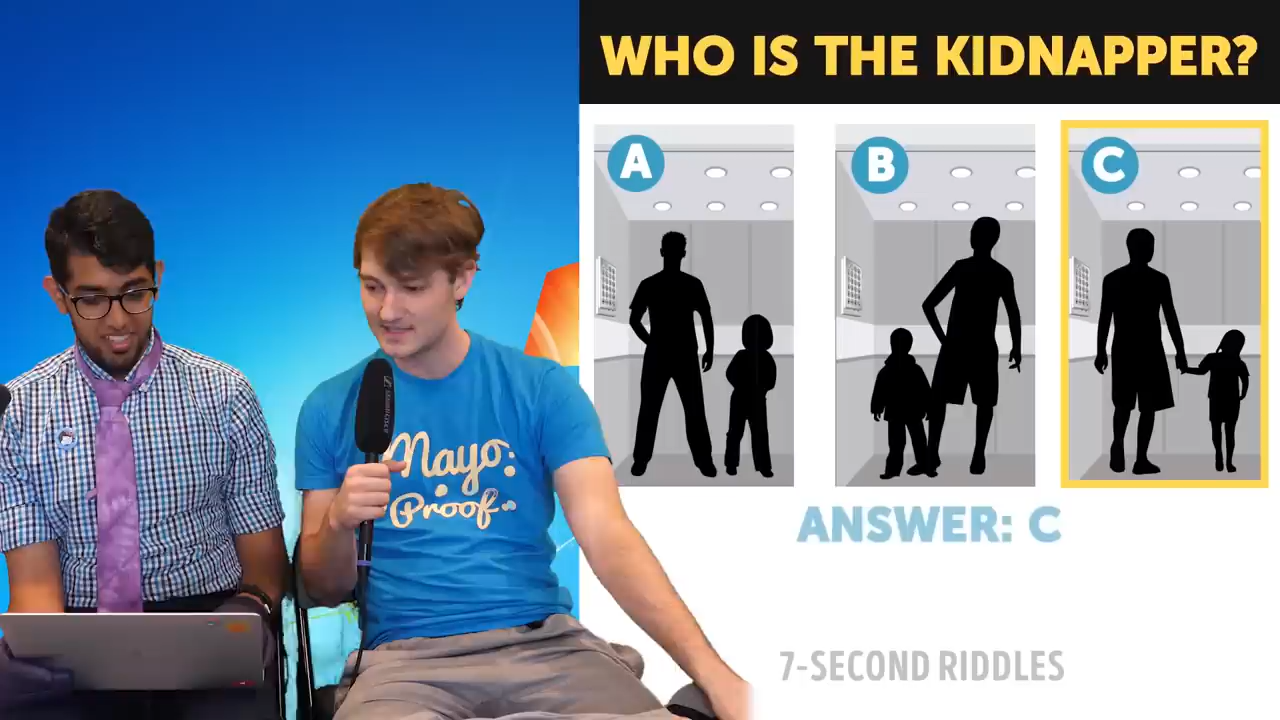 WHO IS THE KIDNAPPER?
A
B
C
Mayo:
Proof
ANSWER: C
7-SECOND RIDDLES